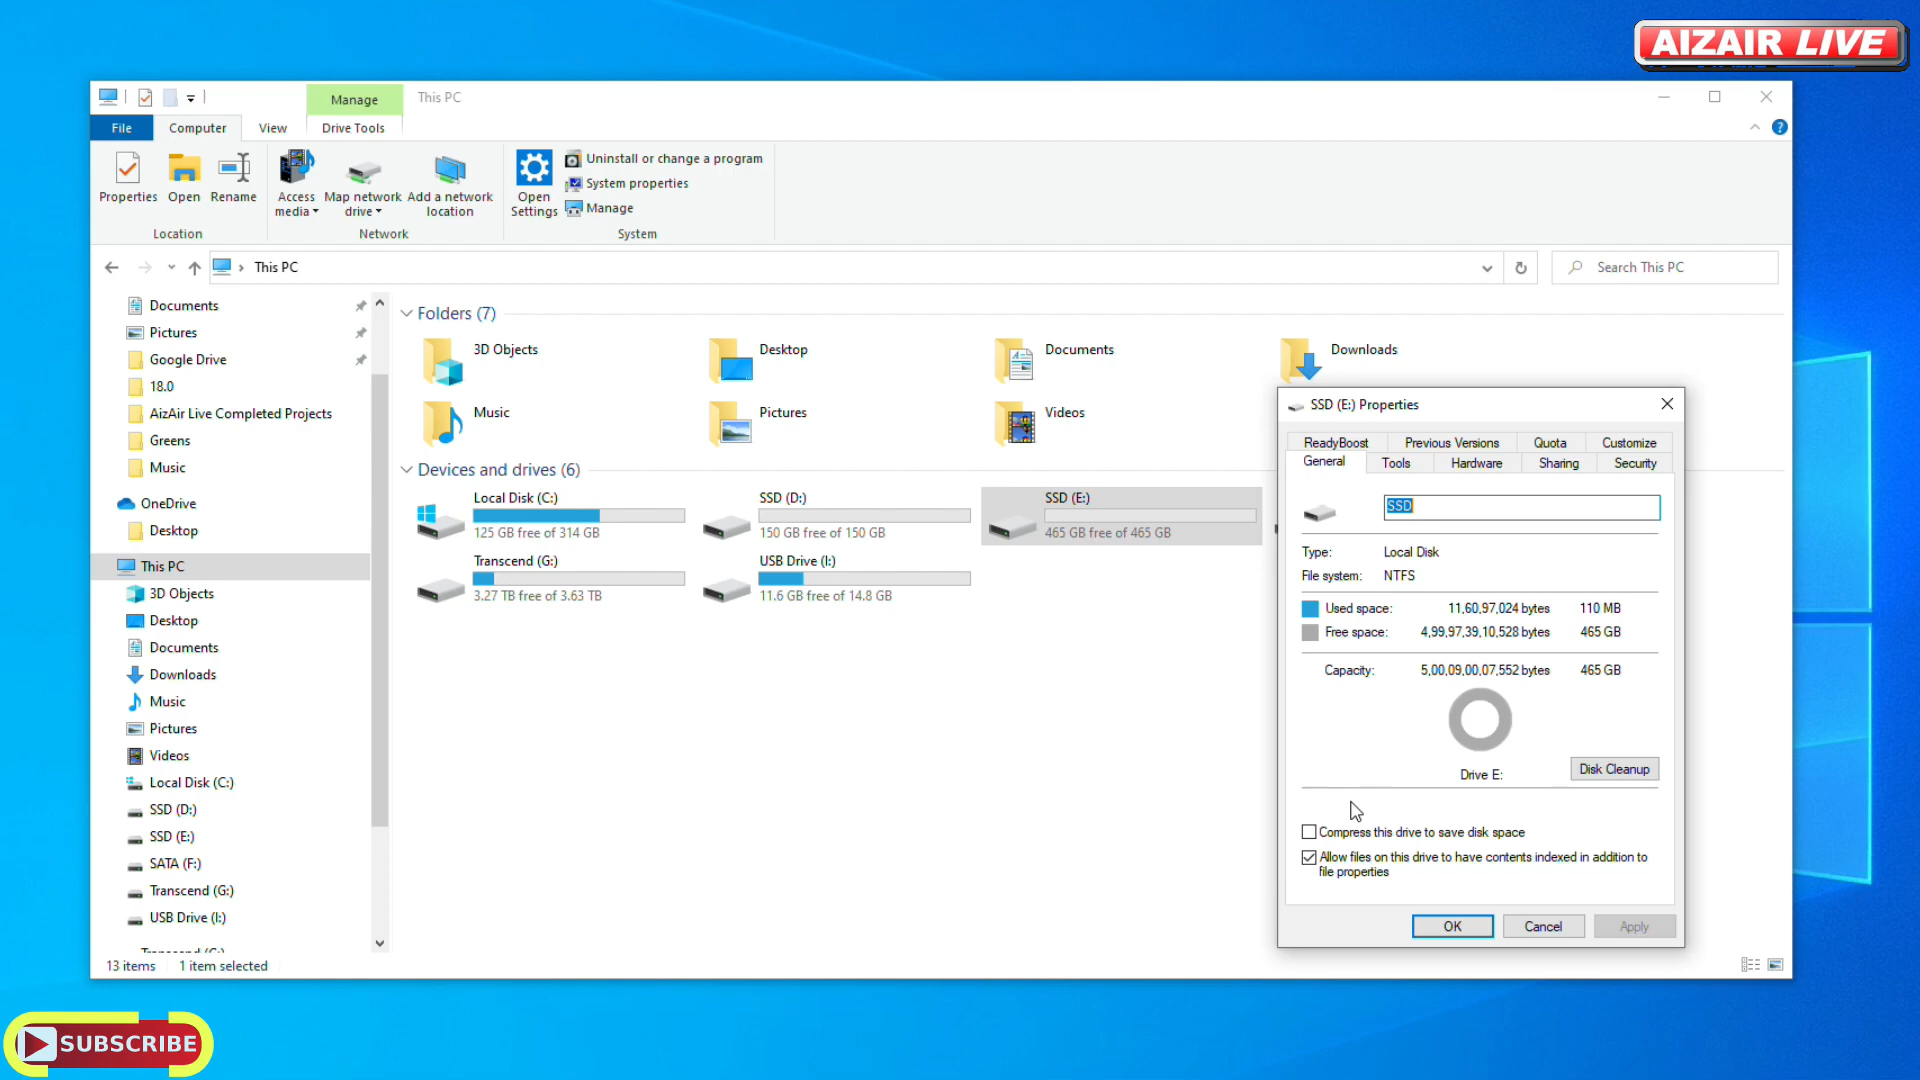 AIZAIR LIVE
Manage
This PC
File
Computer
View
Drive Tools
Properties
Open
Rename
Access media
Map network drive
Add a network location
Open Settings
Uninstall or change a program
System properties
Manage
Location
Network
System
This PC
Search This PC
Documents
Pictures
Google Drive
18.0
AizAir Live Completed Projects
Greens
Music
OneDrive
Desktop
This PC
3D Objects
Desktop
Documents
Downloads
Music
Pictures
Videos
Local Disk (C:)
SSD (D:)
SSD (E:)
SATA (F:)
Transcend (G:)
USB Drive (I:)
Folders (7)
3D Objects
Desktop
Documents
Downloads
Music
Pictures
Videos
Devices and drives (6)
Local Disk (C:)
125 GB free of 314 GB
SSD (D:)
150 GB free of 150 GB
SSD (E:)
465 GB free of 465 GB
Transcend (G:)
3.27 TB free of 3.63 TB
USB Drive (I:)
11.6 GB free of 14.8 GB
SSD (E:) Properties
ReadyBoost
Previous Versions
Quota
Customize
General
Tools
Hardware
Sharing
Security
SSD
Type: Local Disk
File system: NTFS
Used space: 11,60,97,024 bytes 110 MB
Free space: 4,99,97,39,10,528 bytes 465 GB
Capacity: 5,00,09,00,07,552 bytes 465 GB
Drive E:
Disk Cleanup
Compress this drive to save disk space
Allow files on this drive to have contents indexed in addition to
file properties
OK
Cancel
Apply
13 items
1 item selected
SUBSCRIBE